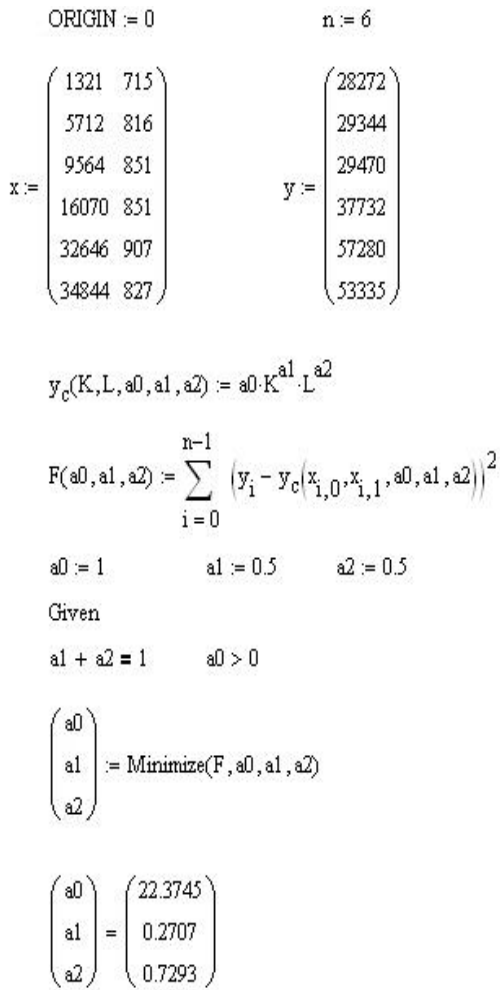 ORIGIN := 0 n := 6
x := ( 1321 715 ) y := ( 28272 )
5712 816 29344
9564 851 29470
16070 851 37732
32646 907 57280
34844 827 53335
y_c(K,L,a0,a1,a2) := a0·K^a1·L^a2
F(a0,a1,a2) := ∑_{i = 0}^{n−1} (y_i − y_c(x_{i,0},x_{i,1},a0,a1,a2))^2
a0 := 1 a1 := 0.5 a2 := 0.5
Given
a1 + a2 = 1 a0 > 0
(a0
a1
a2) := Minimize(F,a0,a1,a2)
(a0
a1
a2) = (22.3745
0.2707
0.7293)